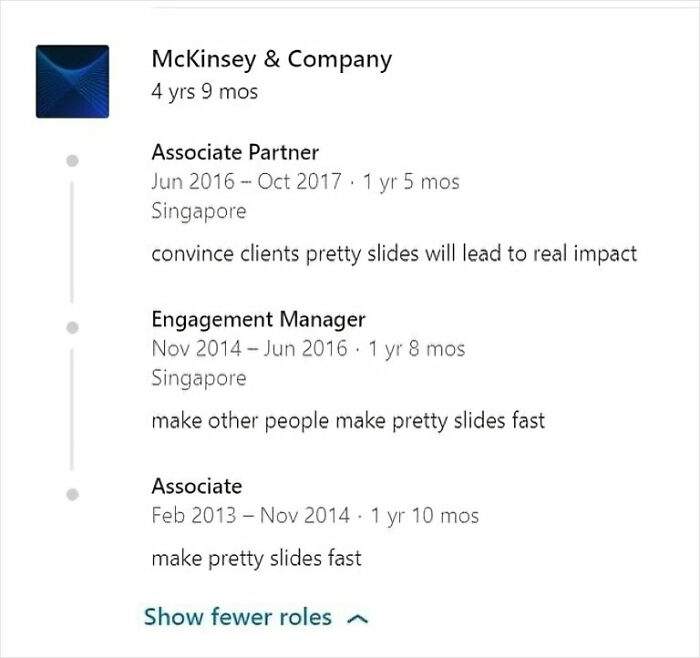 McKinsey & Company
4 yrs 9 mos
Associate Partner
Jun 2016 – Oct 2017 · 1 yr 5 mos
Singapore
convince clients pretty slides will lead to real impact
Engagement Manager
Nov 2014 – Jun 2016 · 1 yr 8 mos
Singapore
make other people make pretty slides fast
Associate
Feb 2013 – Nov 2014 · 1 yr 10 mos
make pretty slides fast
Show fewer roles